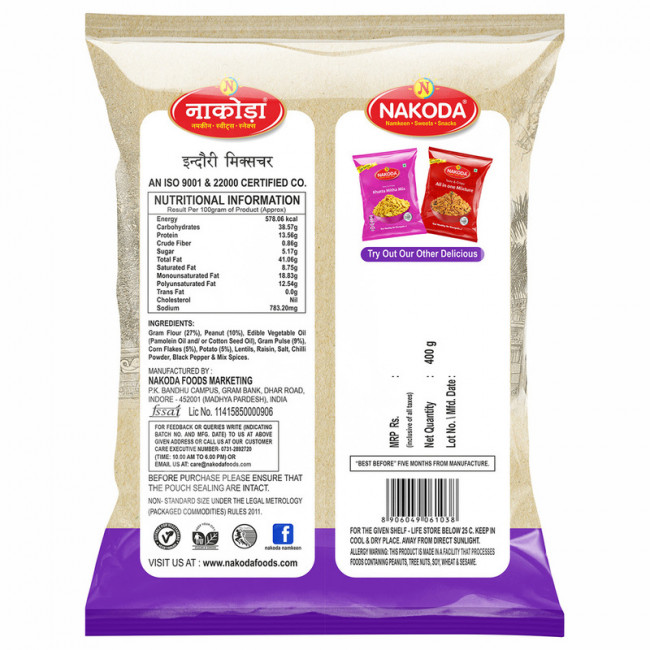 N
नाकोड़ा
नमकीन • स्वीट्स • स्नेक्स
इन्दौरी मिक्सचर
AN ISO 9001 & 22000 CERTIFIED CO.
NUTRITIONAL INFORMATION
Result Per 100gram of Product (Approx)
Energy 578.06 kcal
Carbohydrates 38.57g
Protein 13.56g
Crude Fiber 0.86g
Sugar 5.17g
Total Fat 41.06g
Saturated Fat 8.75g
Monounsaturated Fat 18.83g
Polyunsaturated Fat 12.54g
Trans Fat 0.0g
Cholesterol Nil
Sodium 783.20mg
INGREDIENTS:
Gram Flour (27%), Peanut (10%), Edible Vegetable Oil
(Pamolein Oil and/ or Cotton Seed Oil), Gram Pulse (9%),
Corn Flakes (5%), Potato (5%), Lentils, Raisin, Salt, Chilli
Powder, Black Pepper & Mix Spices.
MANUFACTURED BY :
NAKODA FOODS MARKETING
P.K. BANDHU CAMPUS, GRAM BANK, DHAR ROAD,
INDORE - 452001 (MADHYA PARDESH), INDIA
fssai Lic No. 11415850000906
FOR FEEDBACK OR QUERIES WRITE (INDICATING
BATCH NO. AND MFG. DATE) TO US AT ABOVE
GIVEN ADDRESS OR CALL US AT OUR CUSTOMER
CARE EXECUTIVE NUMBER: 0731-2892720
(TIME: 10.00 AM TO 6.00 PM) OR
EMAIL US AT: care@nakodafoods.com
BEFORE PURCHASE PLEASE ENSURE THAT
THE POUCH SEALING ARE INTACT.
NON- STANDARD SIZE UNDER THE LEGAL METROLOGY
(PACKAGED COMMODITIES) RULES 2011.
f
nakoda namkeen
VISIT US AT : www.nakodafoods.com
N
NAKODA®
Namkeen • Sweets • Snacks
NAKODA
Bhutta Mittha Mix
NAKODA
All in one Mixture
Try Out Our Other Delicious
MRP Rs. :
(inclusive of all taxes)
Net Quantity : 400 g
Lot No. \ Mfd. Date :
"BEST BEFORE" FIVE MONTHS FROM MANUFACTURE.
8 906049 061038
FOR THE GIVEN SHELF - LIFE STORE BELOW 25 C. KEEP IN
COOL & DRY PLACE. AWAY FROM DIRECT SUNLIGHT.
ALLERGY WARNING: THIS PRODUCT IS MADE IN A FACILITY THAT PROCESSES
FOODS CONTAINING PEANUTS, TREE NUTS, SOY, WHEAT & SESAME.